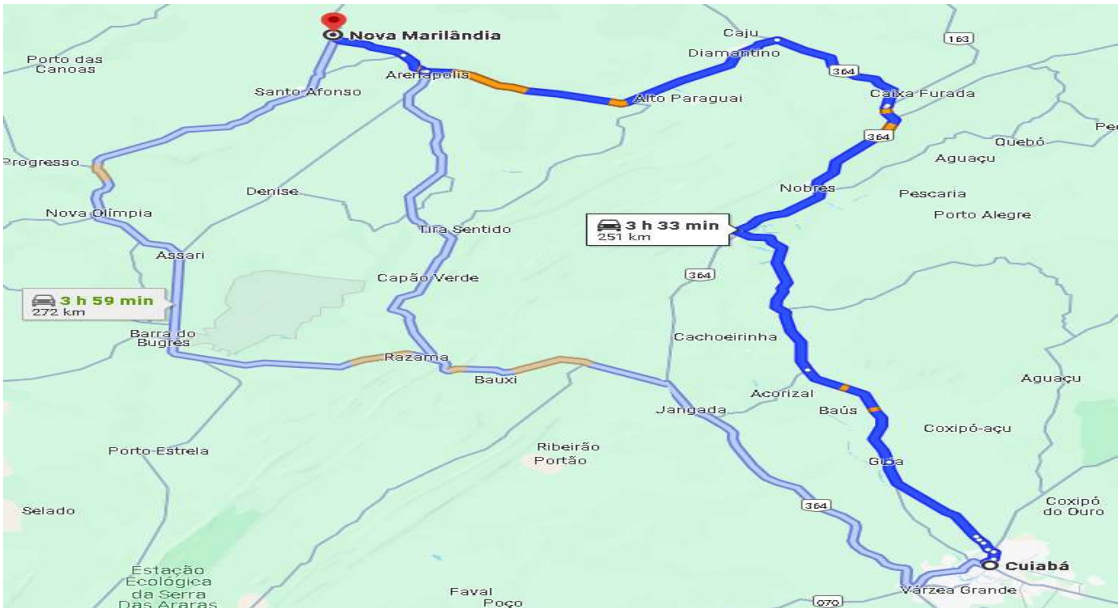 Nova Marilândia
Caju
163
Porto das
Canoas
Diamantino
Arenapolis
364
Santo Afonso
Caixa Furada
Alto Paraguai
364
Quebó
Progresso
Aguaçu
Denise
Nobres
Pescaria
Nova Olímpia
Porto Alegre
3 h 33 min
251 km
Tira Sentido
Assari
364
Capão Verde
3 h 59 min
272 km
Barra do
Bugres
Cachoeirinha
Razama
Bauxi
Aguaçu
Acorizal
Jangada
Baús
Coxipó-açu
Porto Estrela
Ribeirão
Portão
Guia
Selado
364
Coxipó
do Ouro
Cuiabá
Estação
Ecológica
da Serra
Das Araras
Várzea Grande
Faval
Poço
070